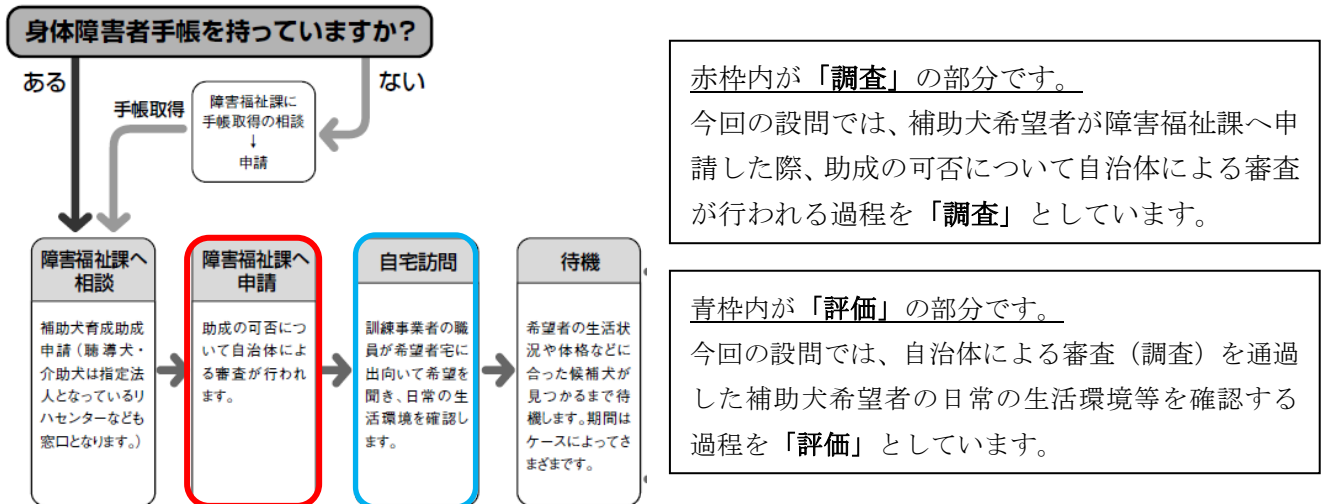 身体障害者手帳を持っていますか?
ある
ない
手帳取得
障害福祉課に
手帳取得の相談
↓
申請
障害福祉課へ
相談
補助犬育成助成
申請(聴導犬・
介助犬は指定法
人となっているリ
ハセンターなども
窓口となります。)
障害福祉課へ
申請
助成の可否につ
いて自治体によ
る審査が行われ
ます。
自宅訪問
訓練事業者の職
員が希望者宅に
出向いて希望を
聞き、日常の生
活環境を確認し
ます。
待機
希望者の生活状
況や体格などに
合った候補犬が
見つかるまで待
機します。期間は
ケースによってさ
まざまです。
赤枠内が「調査」の部分です。
今回の設問では、補助犬希望者が障害福祉課へ申
請した際、助成の可否について自治体による審査
が行われる過程を「調査」としています。
青枠内が「評価」の部分です。
今回の設問では、自治体による審査(調査)を通過
した補助犬希望者の日常の生活環境等を確認する
過程を「評価」としています。